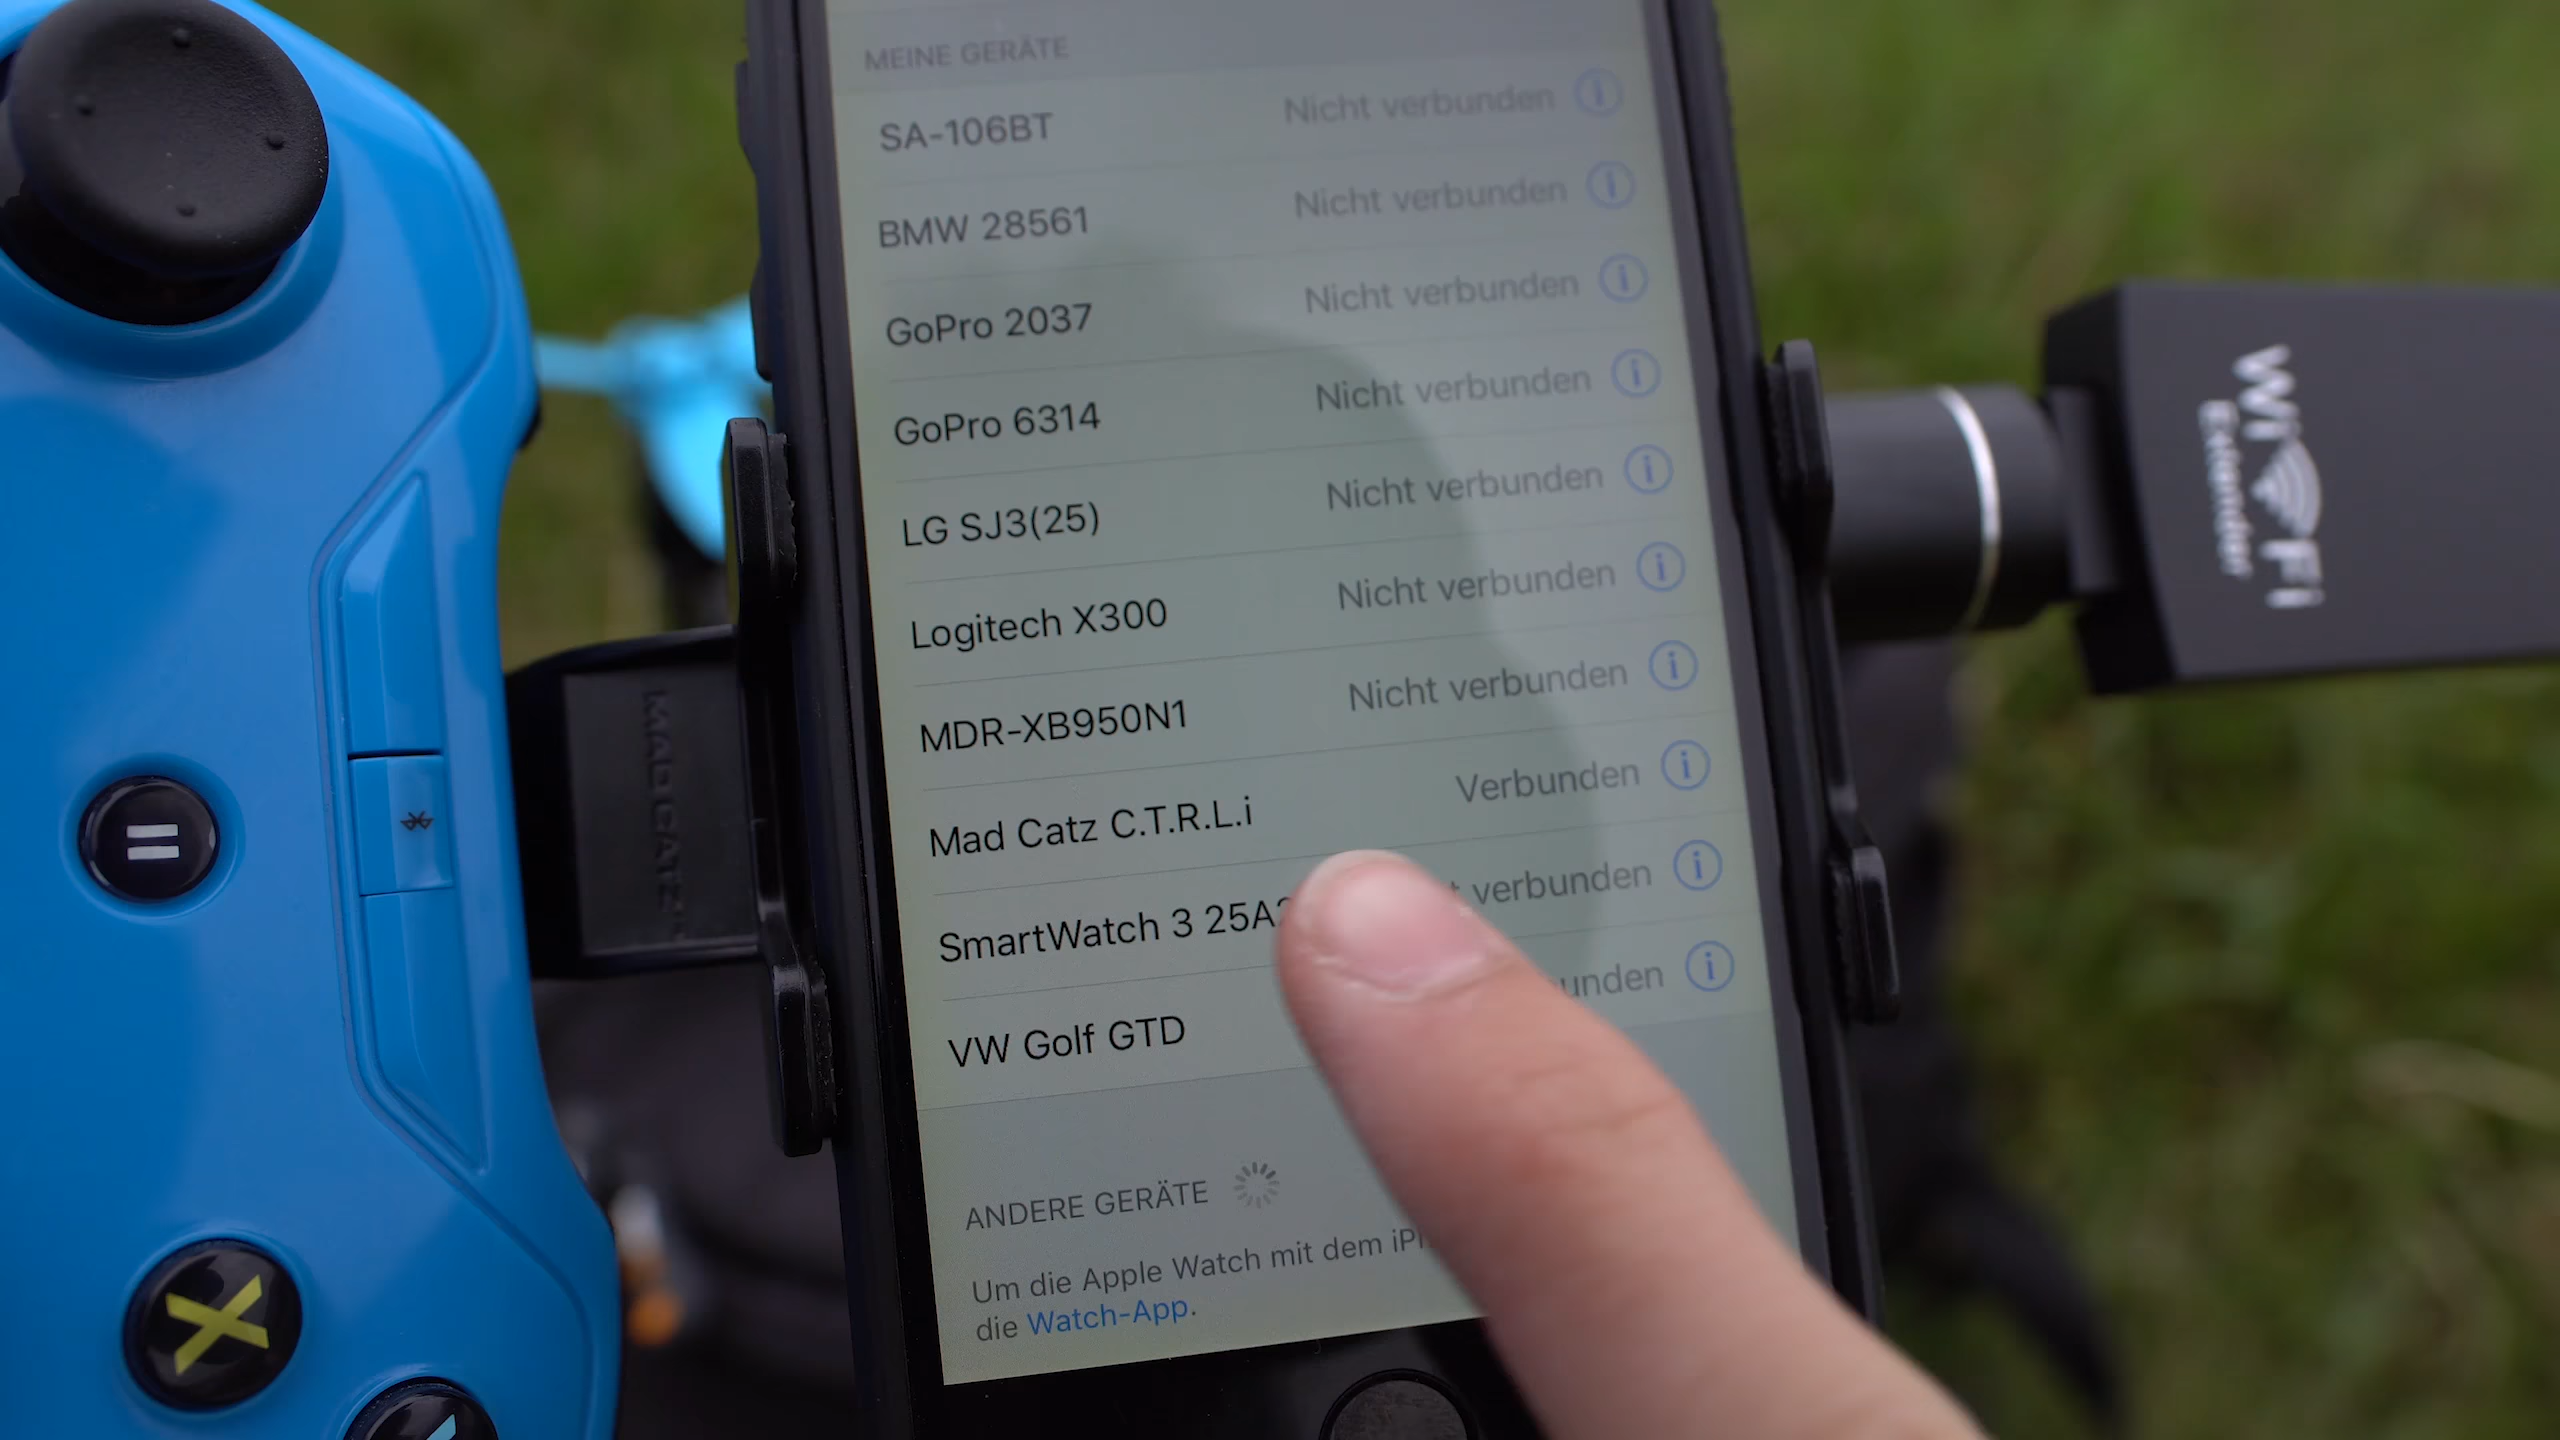 MEINE GERÄTE
SA-106BT Nicht verbunden
BMW 28561 Nicht verbunden
GoPro 2037 Nicht verbunden
GoPro 6314 Nicht verbunden
LG SJ3(25) Nicht verbunden
Logitech X300 Nicht verbunden
MDR-XB950N1 Nicht verbunden
Mad Catz C.T.R.L.i Verbunden
SmartWatch 3 verbunden
VW Golf GTD
ANDERE GERÄTE
Um die Apple Watch mit dem
die Watch-App.
MAD CATZ
WiFi
Extender
X